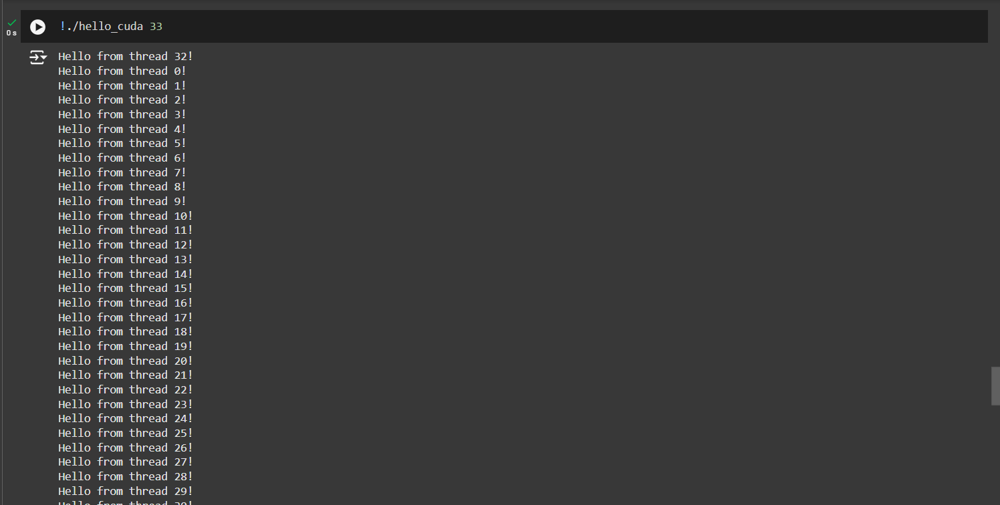 0 s
!./hello_cuda 33
Hello from thread 32!
Hello from thread 0!
Hello from thread 1!
Hello from thread 2!
Hello from thread 3!
Hello from thread 4!
Hello from thread 5!
Hello from thread 6!
Hello from thread 7!
Hello from thread 8!
Hello from thread 9!
Hello from thread 10!
Hello from thread 11!
Hello from thread 12!
Hello from thread 13!
Hello from thread 14!
Hello from thread 15!
Hello from thread 16!
Hello from thread 17!
Hello from thread 18!
Hello from thread 19!
Hello from thread 20!
Hello from thread 21!
Hello from thread 22!
Hello from thread 23!
Hello from thread 24!
Hello from thread 25!
Hello from thread 26!
Hello from thread 27!
Hello from thread 28!
Hello from thread 29!
Hello from thread 30!